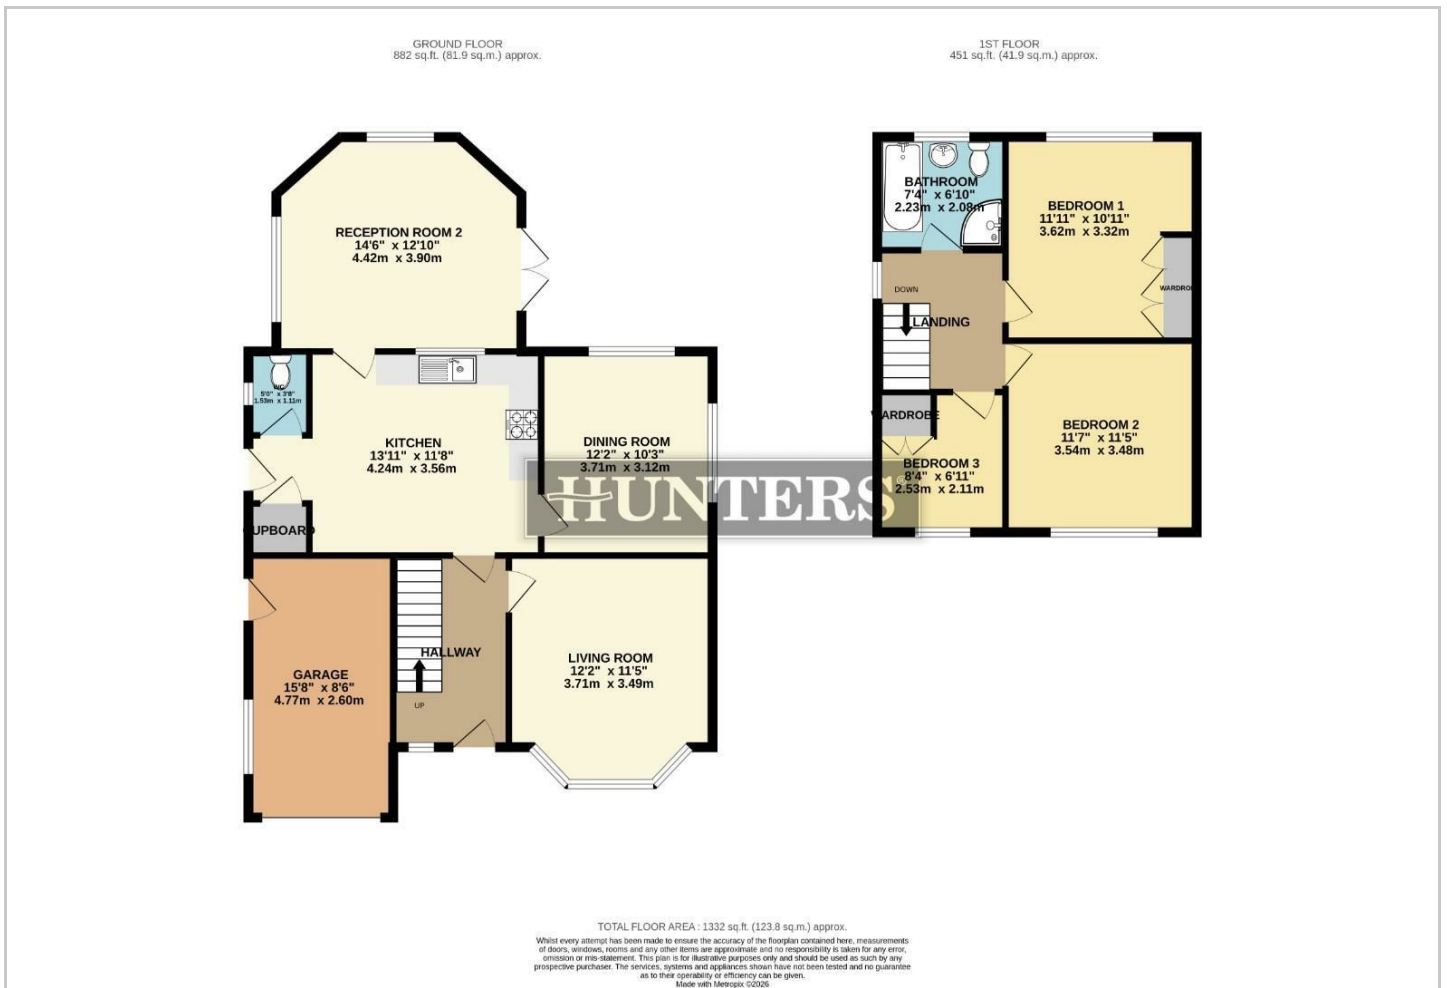 GROUND FLOOR
882 sq.ft. (81.9 sq.m.) approx.
1ST FLOOR
451 sq.ft. (41.9 sq.m.) approx.
RECEPTION ROOM 2
14'6" x 12'10"
4.42m x 3.90m
WC
5'0" x 3'8"
1.53m x 1.11m
KITCHEN
13'11" x 11'8"
4.24m x 3.56m
DINING ROOM
12'2" x 10'3"
3.71m x 3.12m
CUPBOARD
GARAGE
15'8" x 8'6"
4.77m x 2.60m
HALLWAY
UP
LIVING ROOM
12'2" x 11'5"
3.71m x 3.49m
BATHROOM
7'4" x 6'10"
2.23m x 2.08m
BEDROOM 1
11'11" x 10'11"
3.62m x 3.32m
WARDROBE
DOWN
LANDING
WARDROBE
BEDROOM 2
11'7" x 11'5"
3.54m x 3.48m
BEDROOM 3
8'4" x 6'11"
2.53m x 2.11m
HUNTERS
TOTAL FLOOR AREA : 1332 sq.ft. (123.8 sq.m.) approx.
Whilst every attempt has been made to ensure the accuracy of the floorplan contained here, measurements
of doors, windows, rooms and any other items are approximate and no responsibility is taken for any error,
omission or mis-statement. This plan is for illustrative purposes only and should be used as such by any
prospective purchaser. The services, systems and appliances shown have not been tested and no guarantee
as to their operability or efficiency can be given.
Made with Metropix ©2026